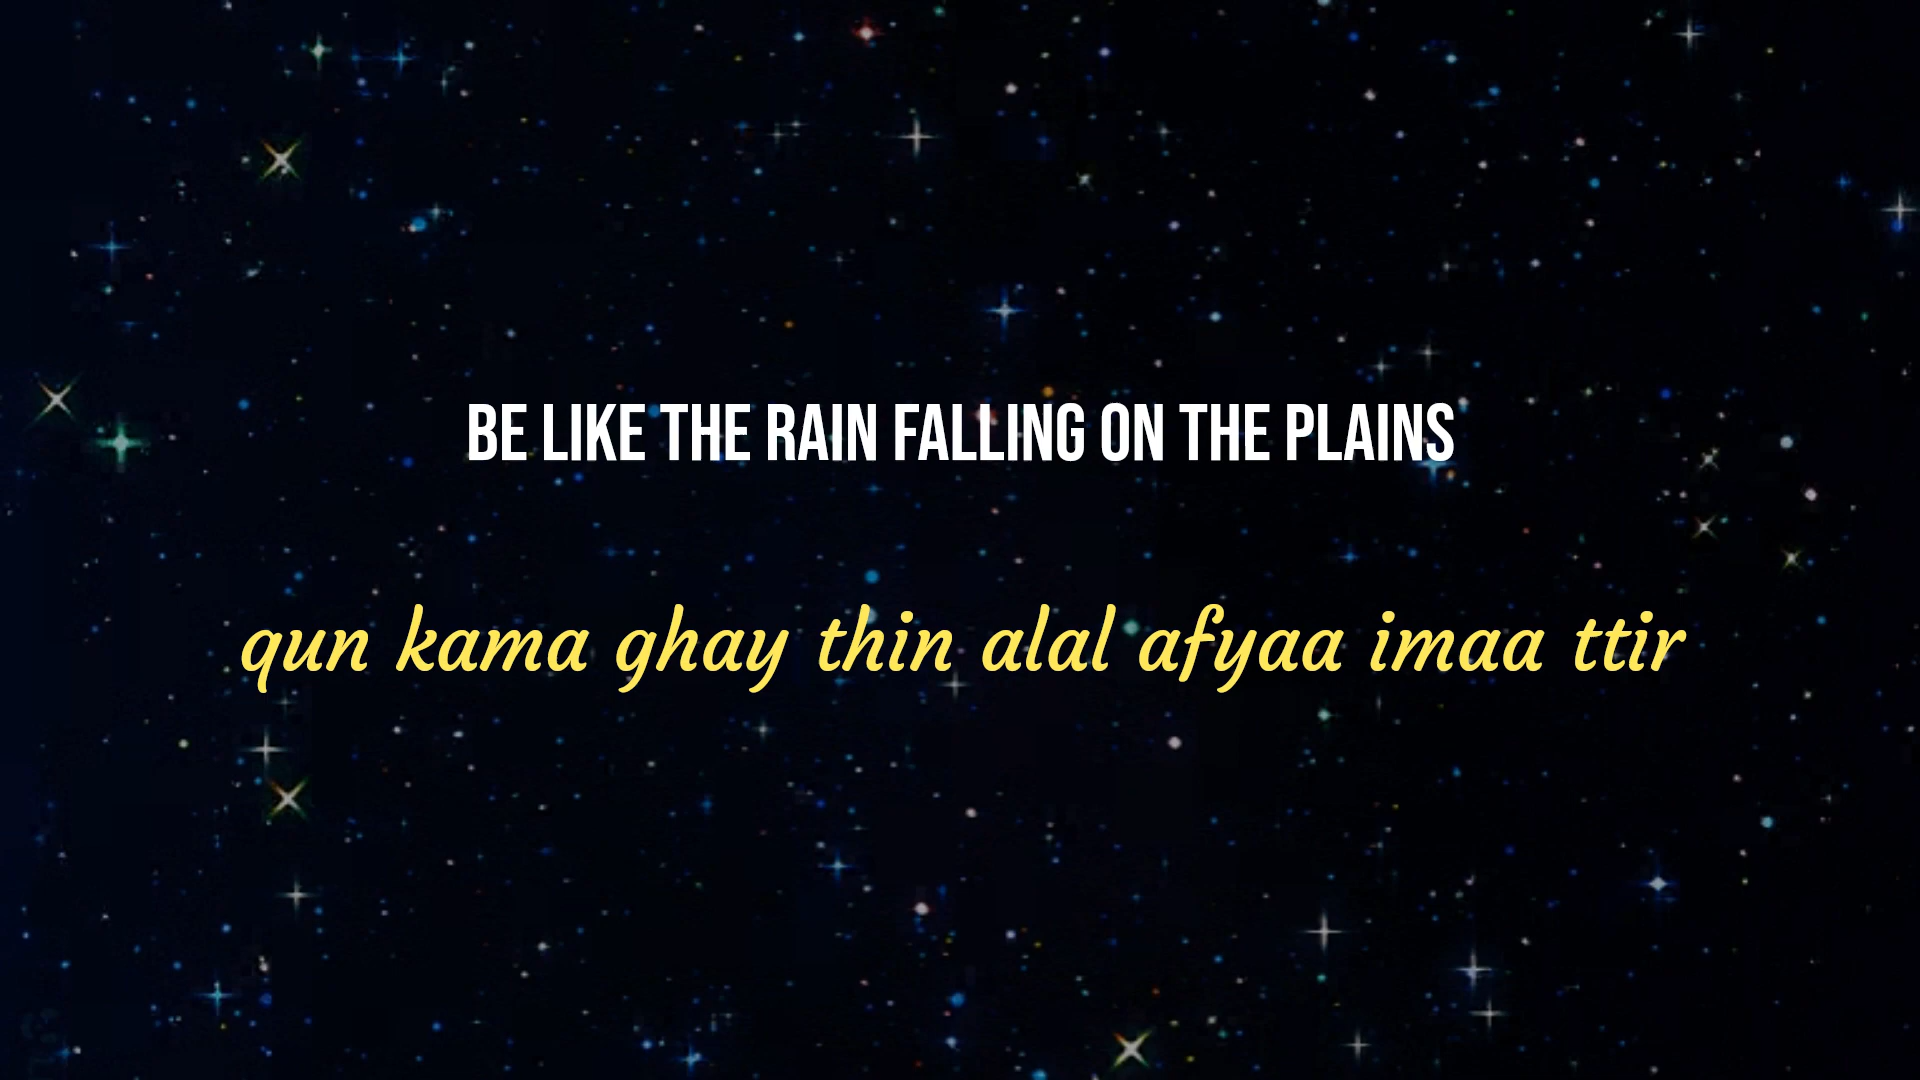 BE LIKE THE RAIN FALLING ON THE PLAINS
qun kama ghay thin alal afyaa imaa ttir